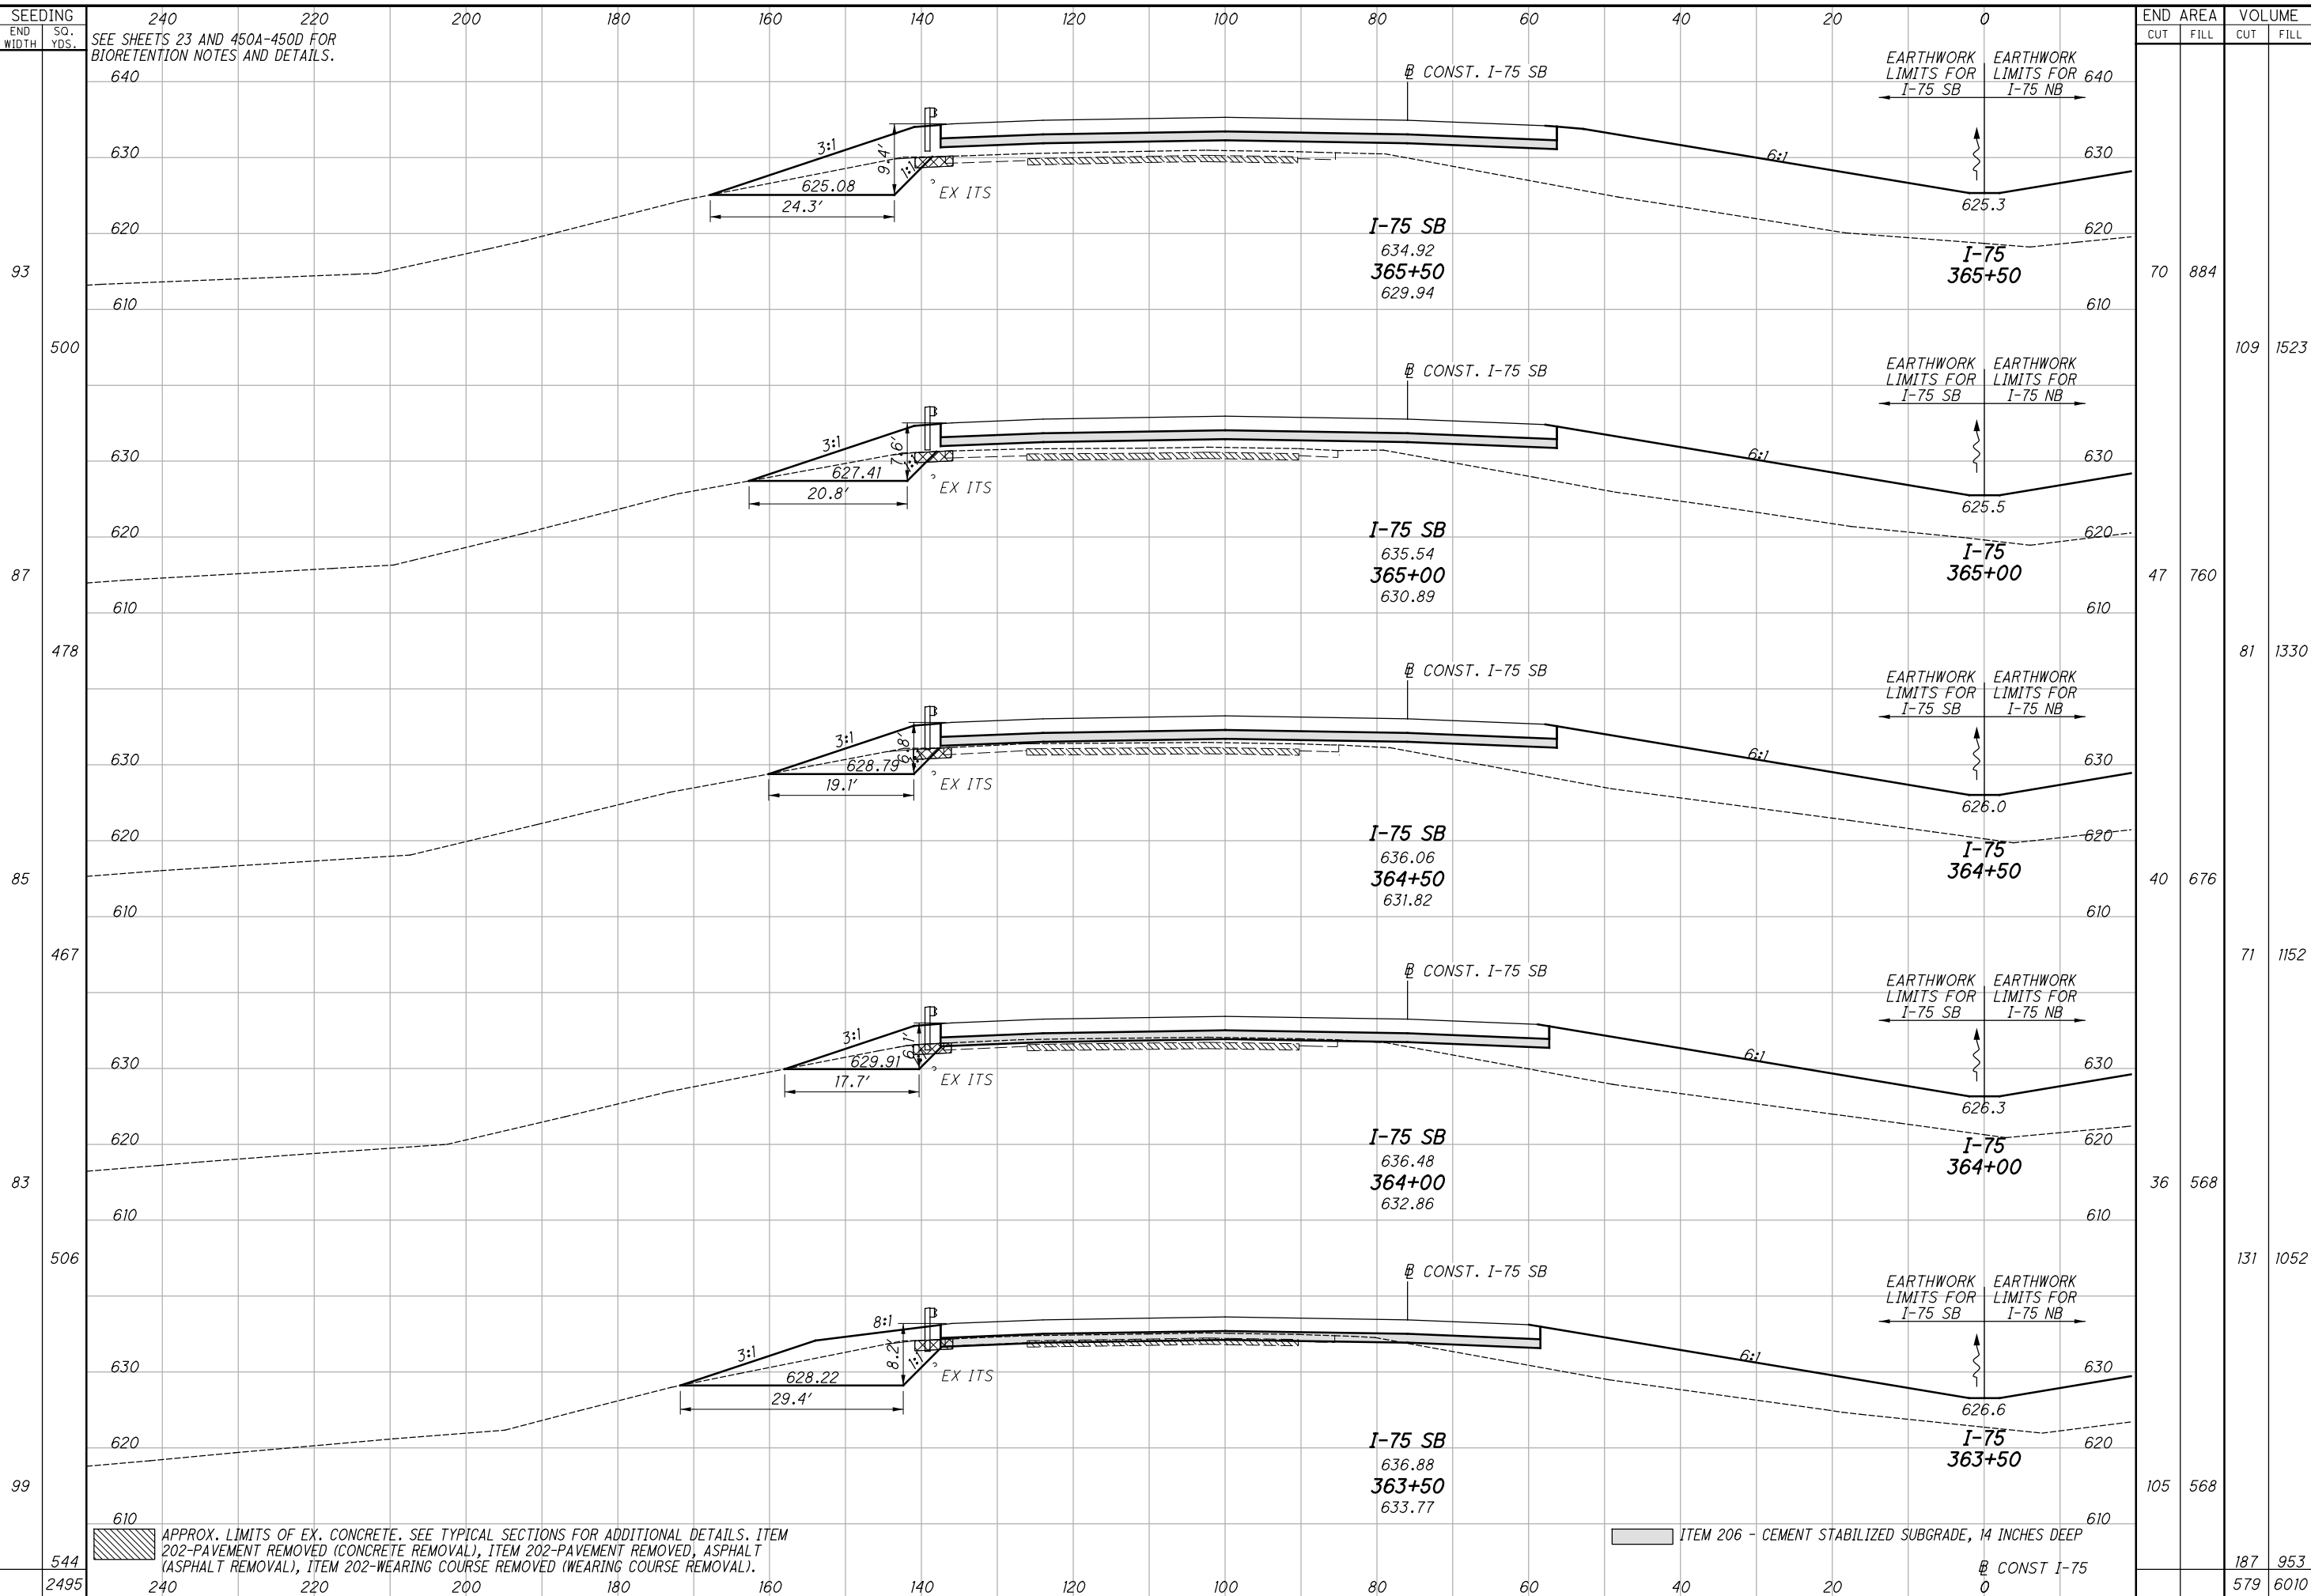 SEEDING
END WIDTH
SQ. YDS.
END AREA
VOLUME
CUT
FILL
CUT
FILL
240 220 200 180 160 140 120 100 80 60 40 20 0
SEE SHEETS 23 AND 450A-450D FOR
BIORETENTION NOTES AND DETAILS.
℄ CONST. I-75 SB
EARTHWORK LIMITS FOR I-75 SB
EARTHWORK LIMITS FOR I-75 NB
640
640
630
3:1
9.4'
1:1
6:1
630
625.08
EX ITS
24.3'
625.3
620
I-75 SB
620
634.92
I-75
93
365+50
365+50
70
884
629.94
610
610
500
109
1523
℄ CONST. I-75 SB
EARTHWORK LIMITS FOR I-75 SB
EARTHWORK LIMITS FOR I-75 NB
630
3:1
7.6'
6:1
630
627.41
EX ITS
20.8'
625.5
620
I-75 SB
620
635.54
I-75
87
365+00
365+00
47
760
630.89
610
610
478
81
1330
℄ CONST. I-75 SB
EARTHWORK LIMITS FOR I-75 SB
EARTHWORK LIMITS FOR I-75 NB
630
3:1
6.8'
6:1
630
628.79
EX ITS
19.1'
626.0
620
I-75 SB
620
636.06
I-75
85
364+50
364+50
40
676
631.82
610
610
467
71
1152
℄ CONST. I-75 SB
EARTHWORK LIMITS FOR I-75 SB
EARTHWORK LIMITS FOR I-75 NB
630
3:1
6.1'
6:1
630
629.91
EX ITS
17.7'
626.3
620
I-75 SB
620
636.48
I-75
83
364+00
364+00
36
568
632.86
610
610
506
131
1052
℄ CONST. I-75 SB
EARTHWORK LIMITS FOR I-75 SB
EARTHWORK LIMITS FOR I-75 NB
8:1
630
3:1
8.2'
1:1
6:1
630
628.22
EX ITS
29.4'
626.6
620
I-75 SB
620
636.88
I-75
99
363+50
363+50
105
568
633.77
610
610
APPROX. LIMITS OF EX. CONCRETE. SEE TYPICAL SECTIONS FOR ADDITIONAL DETAILS. ITEM
202-PAVEMENT REMOVED (CONCRETE REMOVAL), ITEM 202-PAVEMENT REMOVED, ASPHALT
(ASPHALT REMOVAL), ITEM 202-WEARING COURSE REMOVED (WEARING COURSE REMOVAL).
ITEM 206 - CEMENT STABILIZED SUBGRADE, 14 INCHES DEEP
℄ CONST I-75
544
187
953
2495
240 220 200 180 160 140 120 100 80 60 40 20 0
579
6010